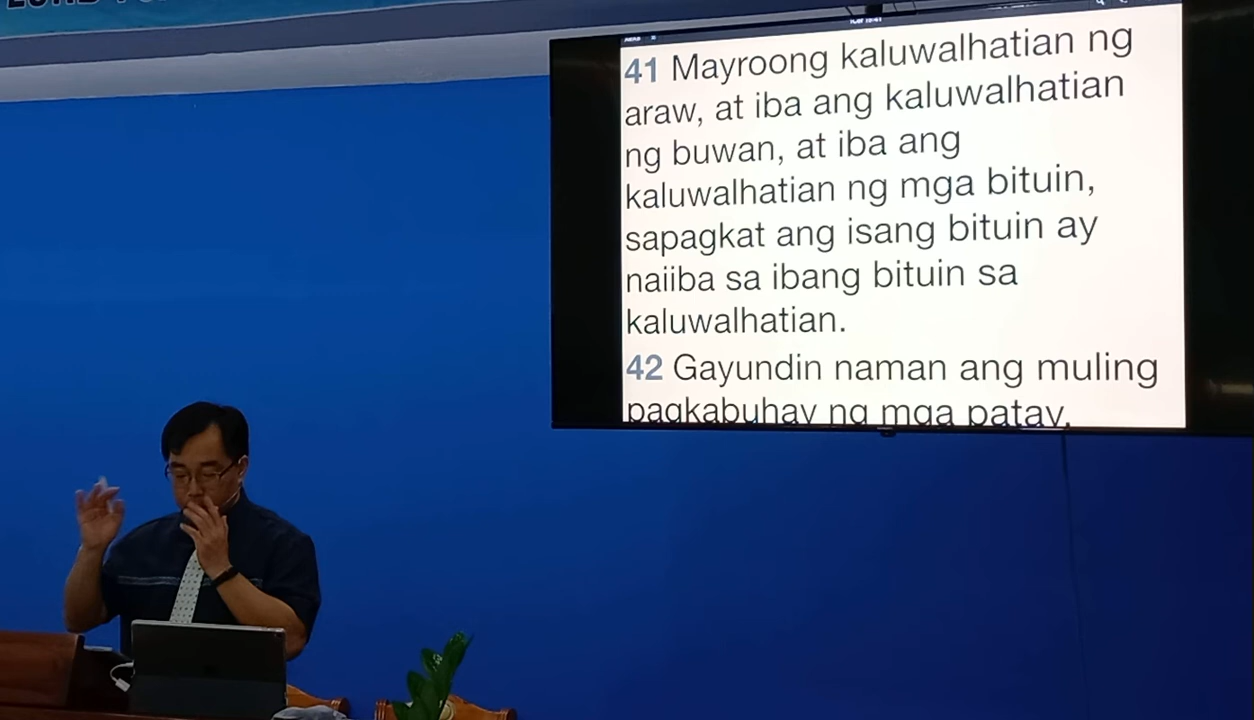 41 Mayroong kaluwalhatian ng
araw, at iba ang kaluwalhatian
ng buwan, at iba ang
kaluwalhatian ng mga bituin,
sapagkat ang isang bituin ay
naiiba sa ibang bituin sa
kaluwalhatian.
42 Gayundin naman ang muling
pagkabuhay ng mga patay.